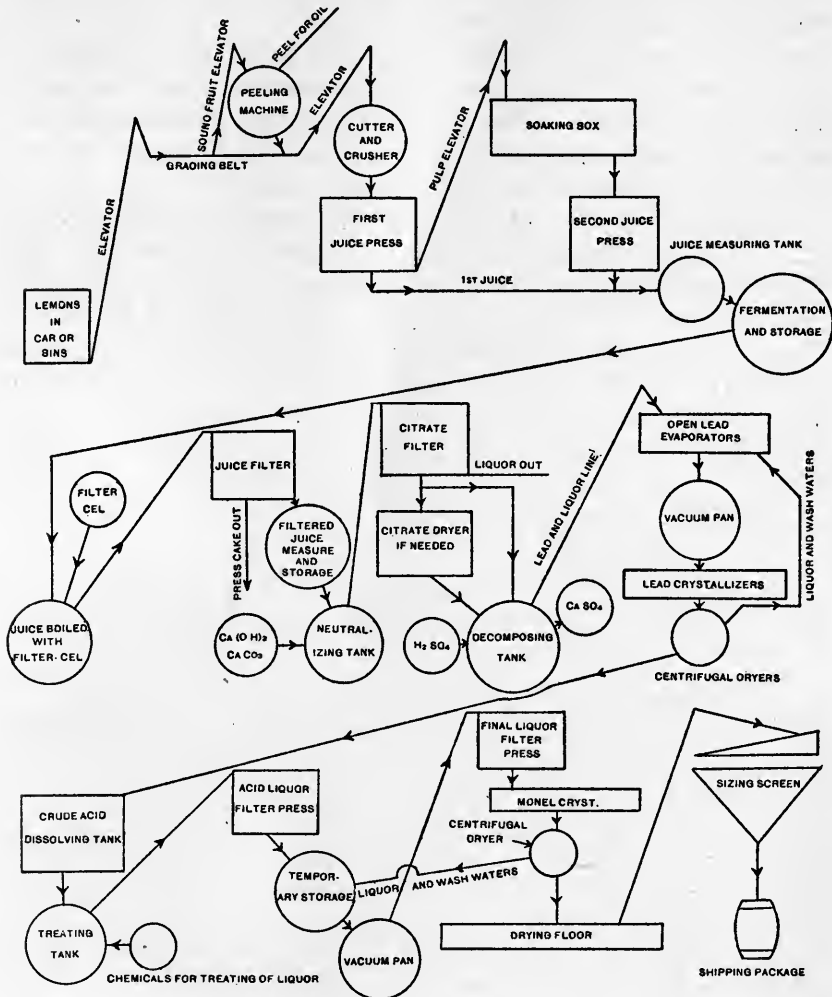 PEEL FOR OIL
SOUND FRUIT ELEVATOR
PEELING
MACHINE
ELEVATOR
GRADING BELT
ELEVATOR
CUTTER
AND
CRUSHER
PULP ELEVATOR
SOAKING BOX
FIRST
JUICE PRESS
SECOND JUICE
PRESS
JUICE MEASURING TANK
1ST JUICE
LEMONS
IN
CAR OR
BINS
FERMENTATION
AND STORAGE
FILTER
CEL
JUICE FILTER
PRESS CAKE OUT
FILTERED
JUICE
MEASURE
AND
STORAGE
CITRATE
FILTER
LIQUOR OUT
CITRATE DRYER
IF NEEDED
LEAD AND LIQUOR LINE
OPEN LEAD
EVAPORATORS
VACUUM PAN
LIQUOR AND WASH WATERS
LEAD CRYSTALLIZERS
JUICE BOILED
WITH
FILTER-CEL
CA (OH)2
CA CO3
NEUTRAL-
IZING TANK
H2 SO4
DECOMPOSING
TANK
CA SO4
CENTRIFUGAL DRYERS
CRUDE ACID
DISSOLVING TANK
ACID LIQUOR
FILTER PRESS
FINAL LIQUOR
FILTER
PRESS
MONEL CRYST.
CENTRIFUGAL
DRYER
SIZING SCREEN
TEMPOR-
ARY STORAGE
LIQUOR AND WASH WATERS
TREATING
TANK
CHEMICALS FOR TREATING OF LIQUOR
VACUUM PAN
DRYING FLOOR
SHIPPING PACKAGE